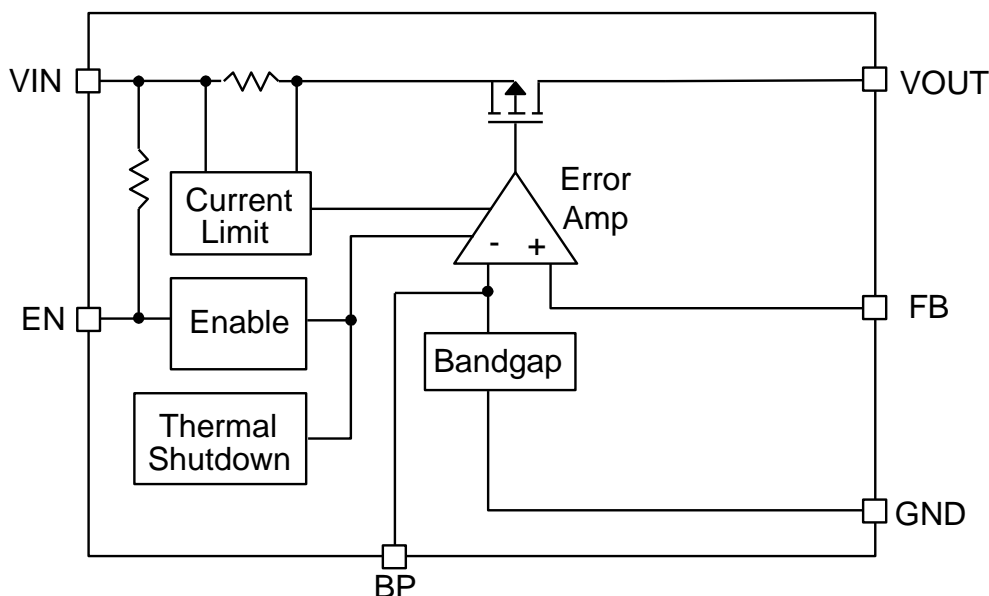 VIN
VOUT
Error
Amp
Current
Limit
- +
EN
Enable
FB
Bandgap
Thermal
Shutdown
GND
BP